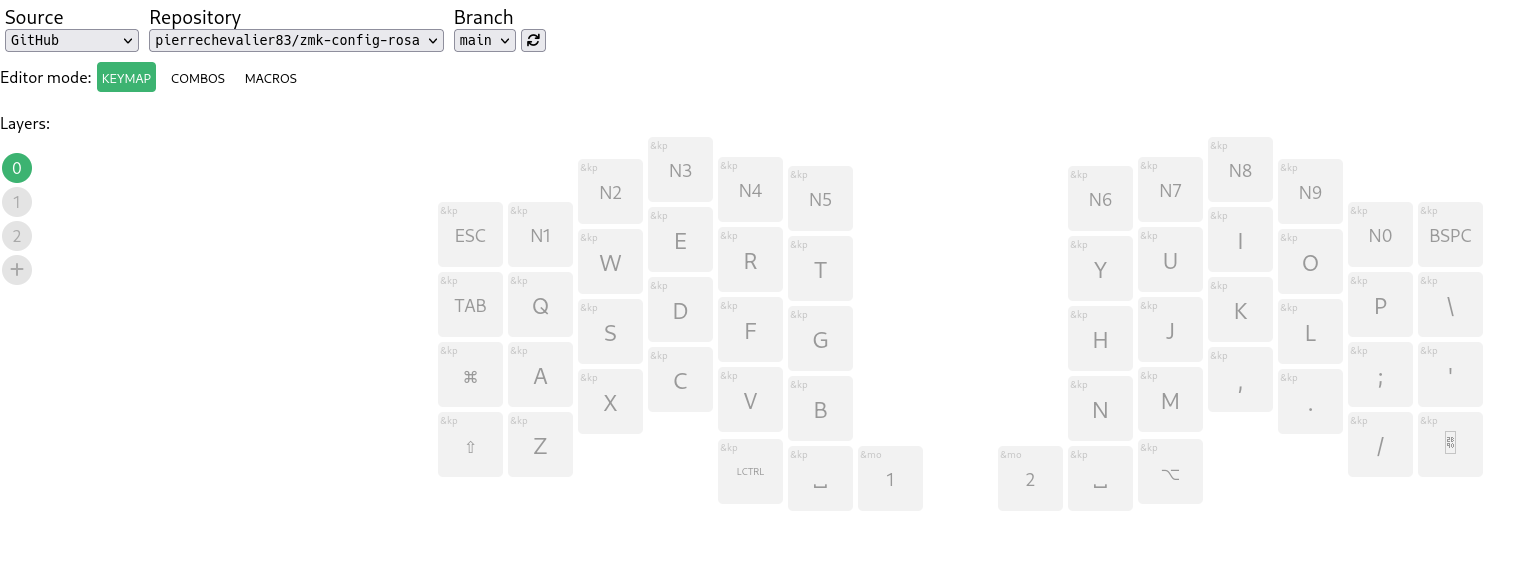 Source Repository Branch
GitHub pierrechevalier83/zmk-config-rosa main
Editor mode: KEYMAP COMBOS MACROS
Layers:
0
1
2
+
&kp ESC &kp N1 &kp N2 &kp N3 &kp N4 &kp N5 &kp N6 &kp N7 &kp N8 &kp N9 &kp N0 &kp BSPC
&kp TAB &kp Q &kp W &kp E &kp R &kp T &kp Y &kp U &kp I &kp O &kp P &kp \
&kp ⌘ &kp A &kp S &kp D &kp F &kp G &kp H &kp J &kp K &kp L &kp ; &kp '
&kp ⇧ &kp Z &kp X &kp C &kp V &kp B &kp N &kp M &kp , &kp . &kp / &kp
&kp LCTRL &kp ⎵ &mo 1 &mo 2 &kp ⎵ &kp ⌥